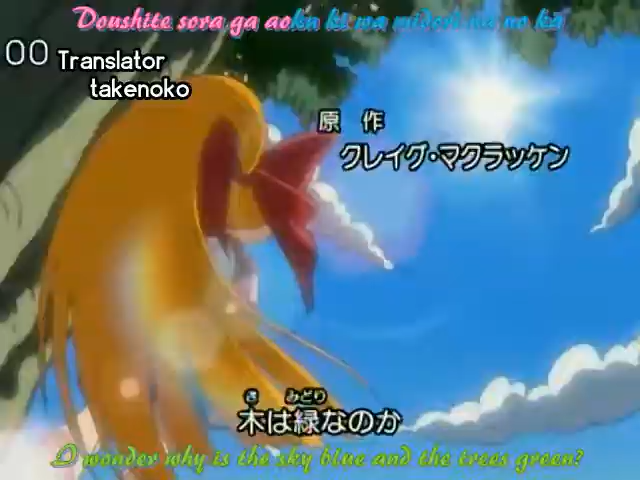 Doushite sora ga aoku ki wa midori na no ka
00
Translator
takenoko
原 作
クレイグ・マクラッケン
き みどり
木は緑なのか
I wonder why is the sky blue and the trees green?